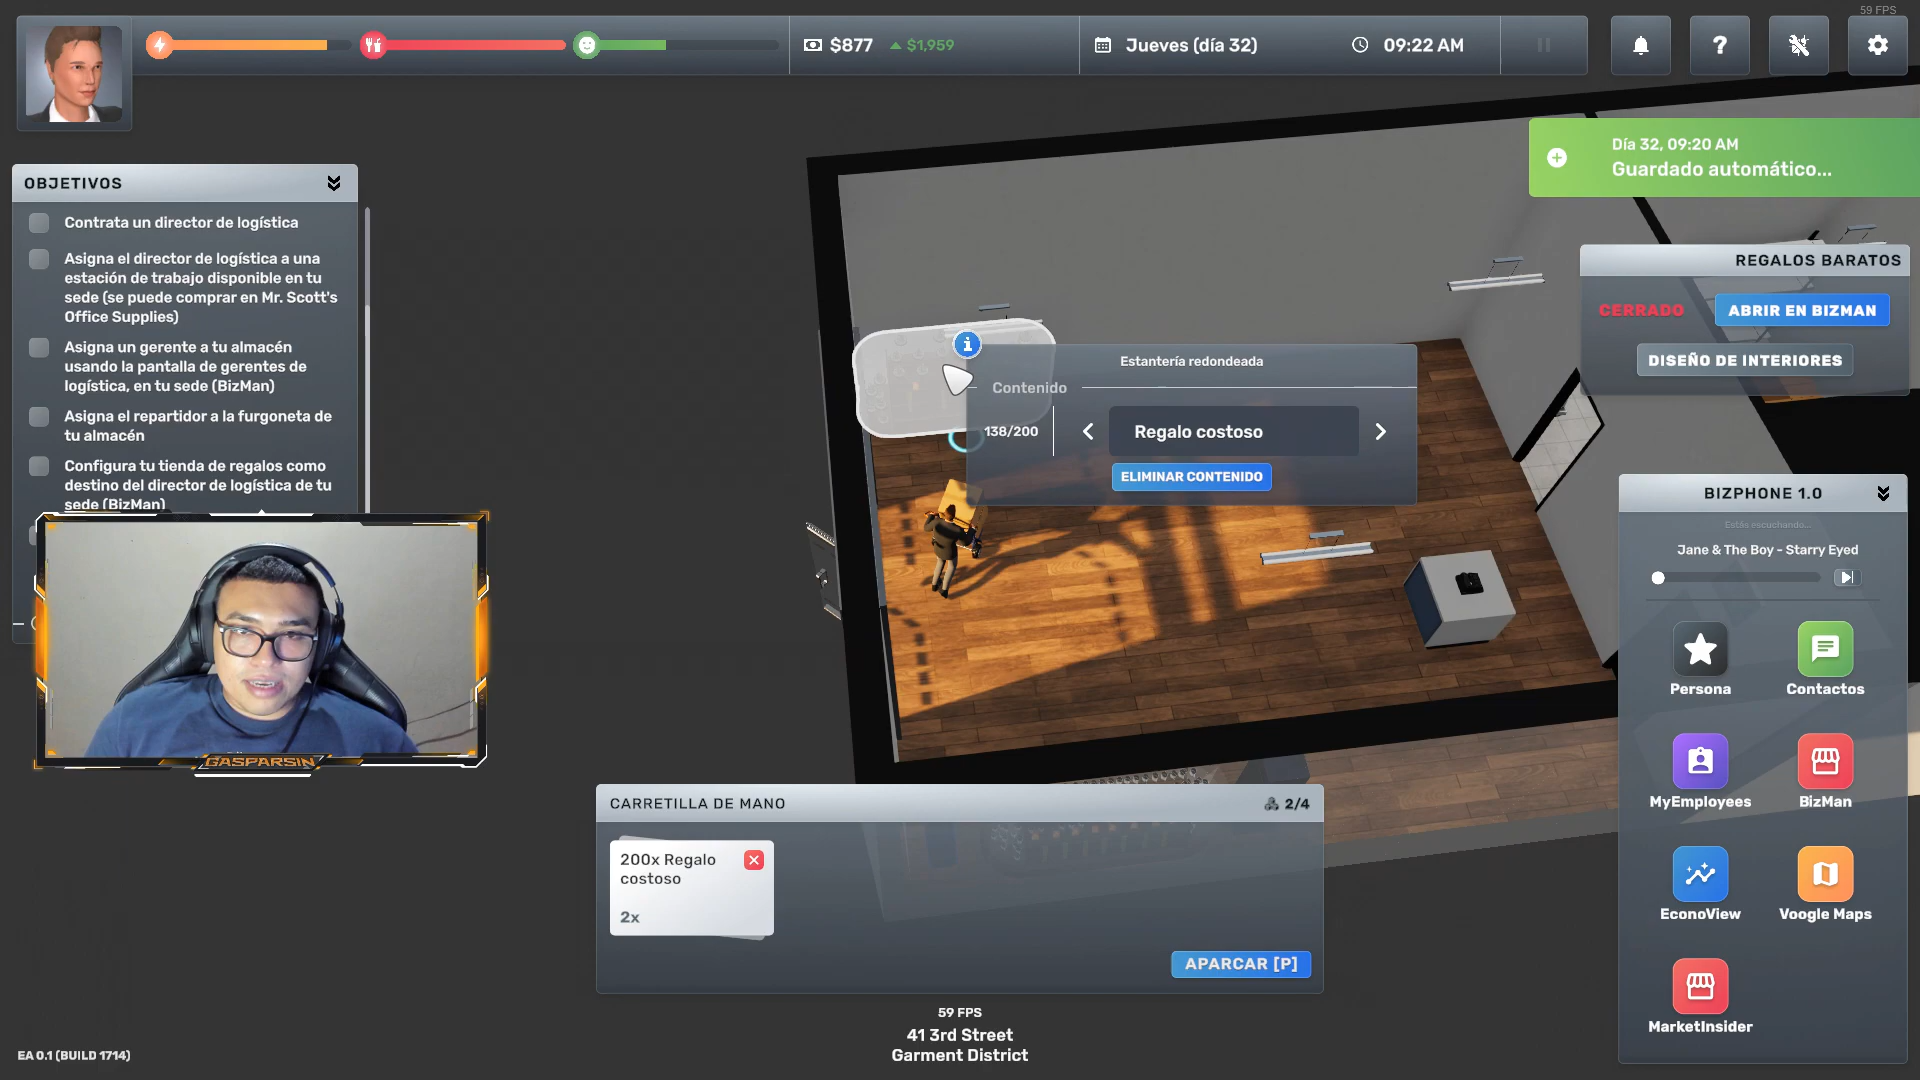 59 FPS
$877
$1,959
Jueves (día 32)
09:22 AM
?
OBJETIVOS
Contrata un director de logística
Asigna el director de logística a una
estación de trabajo disponible en tu
sede (se puede comprar en Mr. Scott's
Office Supplies)
Asigna un gerente a tu almacén
usando la pantalla de gerentes de
logística, en tu sede (BizMan)
Asigna el repartidor a la furgoneta de
tu almacén
Configura tu tienda de regalos como
destino del director de logística de tu
sede (BizMan)
Día 32, 09:20 AM
Guardado automático...
REGALOS BARATOS
CERRADO
ABRIR EN BIZMAN
DISEÑO DE INTERIORES
Estantería redondeada
Contenido
138/200
Regalo costoso
ELIMINAR CONTENIDO
BIZPHONE 1.0
Estás escuchando...
Jane & The Boy - Starry Eyed
Persona
Contactos
MyEmployees
BizMan
EconoView
Voogle Maps
MarketInsider
GASPARSIN
CARRETILLA DE MANO
2/4
200x Regalo
costoso
2x
APARCAR [P]
59 FPS
41 3rd Street
Garment District
EA 0.1 (BUILD 1714)